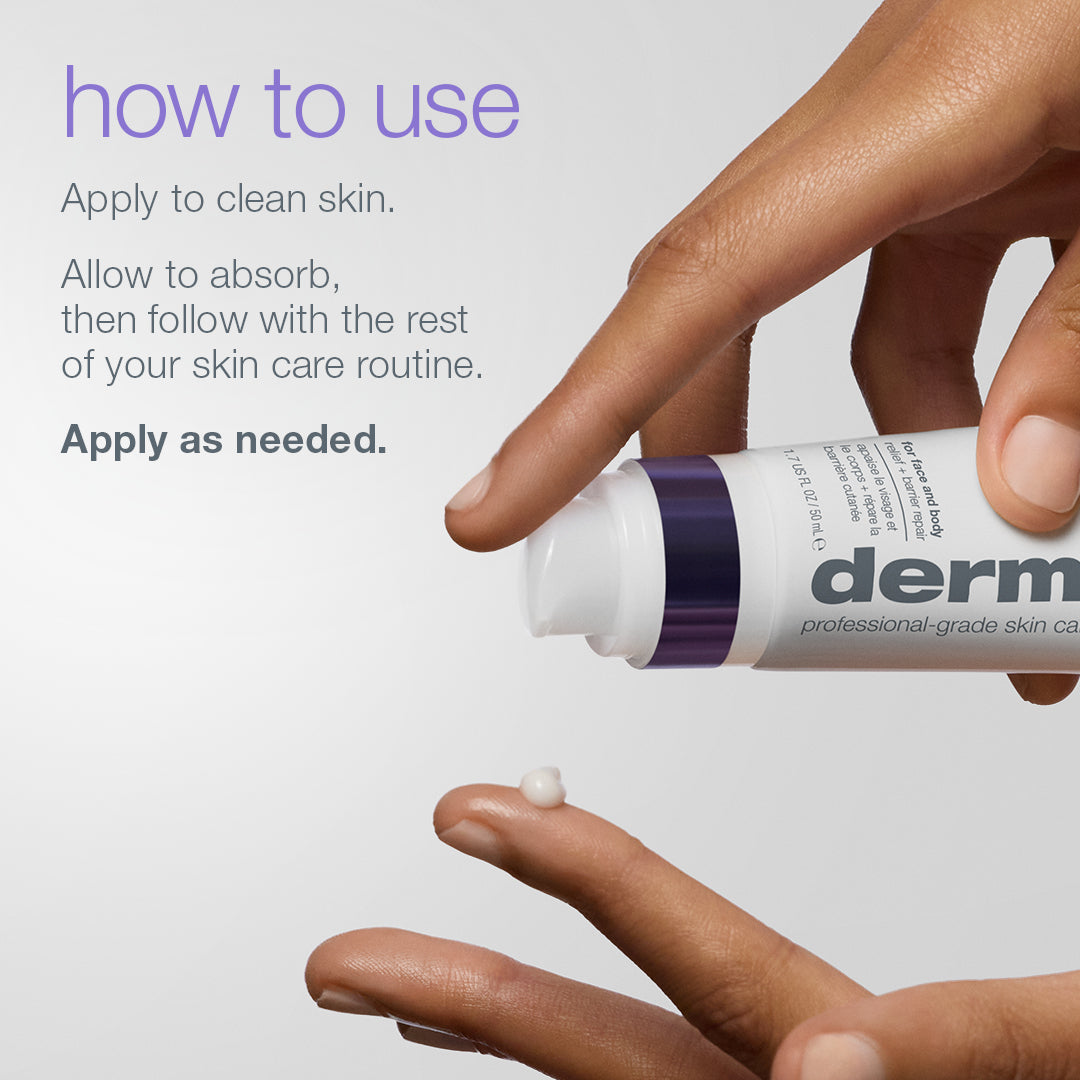 how to use
Apply to clean skin.
Allow to absorb,
then follow with the rest
of your skin care routine.
Apply as needed.
for face and body
relief + barrier repair
apaise le visage et
le corps + répare la
barrière cutanée
1.7 US FL OZ / 50 mL ℮
derm
professional-grade skin ca